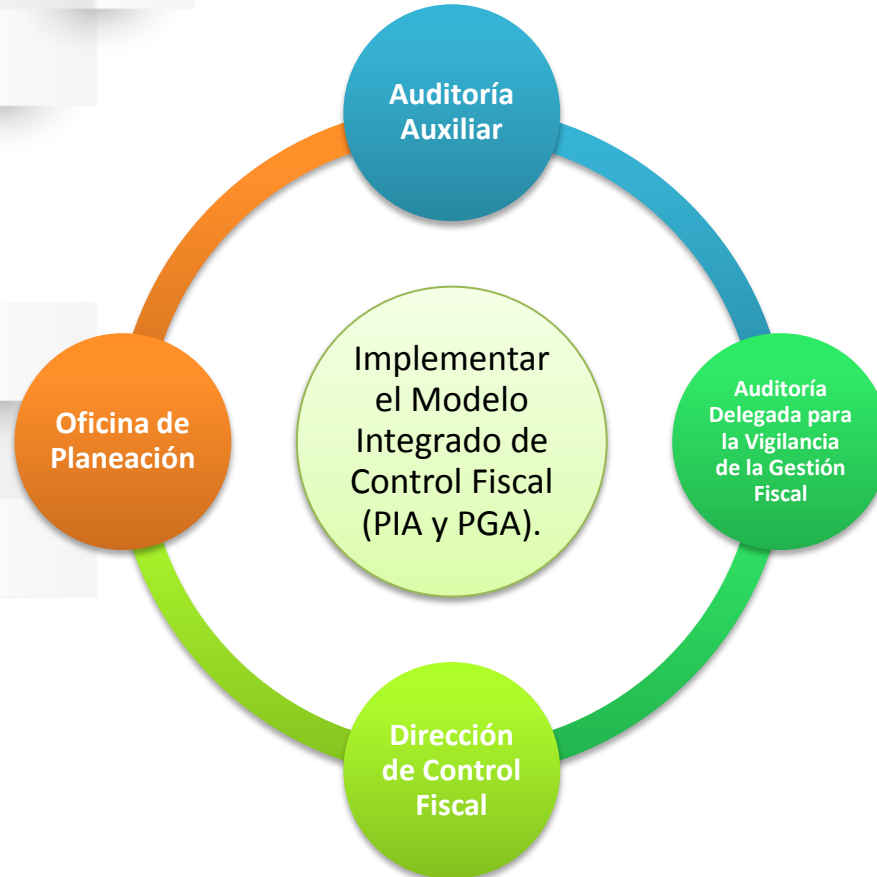 Auditoría
Auxiliar
Implementar
el Modelo
Integrado de
Control Fiscal
(PIA y PGA).
Auditoría
Delegada para
la Vigilancia
de la Gestión
Fiscal
Oficina de
Planeación
Dirección
de Control
Fiscal